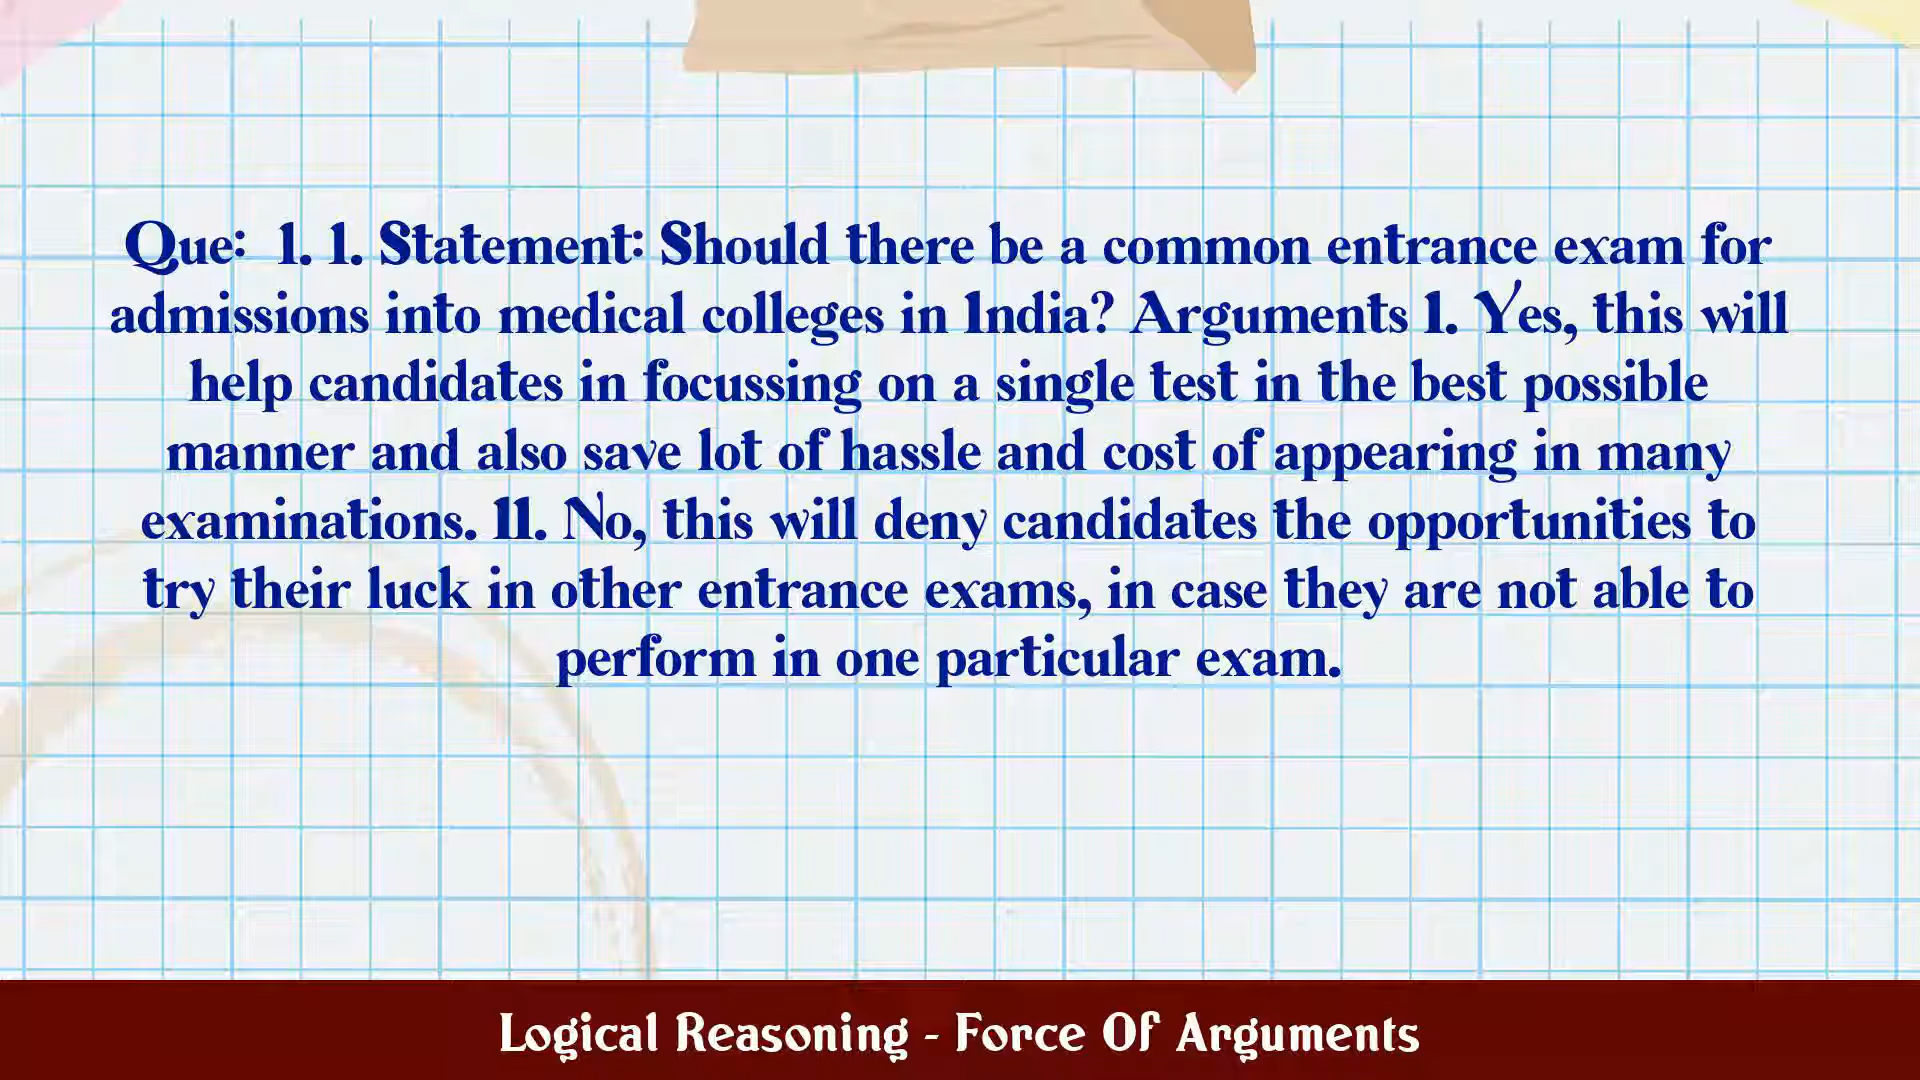 Que:  1. 1. Statement: Should there be a common entrance exam for
admissions into medical colleges in India? Arguments 1. Yes, this will
help candidates in focussing on a single test in the best possible
manner and also save lot of hassle and cost of appearing in many
examinations. 11. No, this will deny candidates the opportunities to
try their luck in other entrance exams, in case they are not able to
perform in one particular exam.
Logical Reasoning - Force Of Arguments